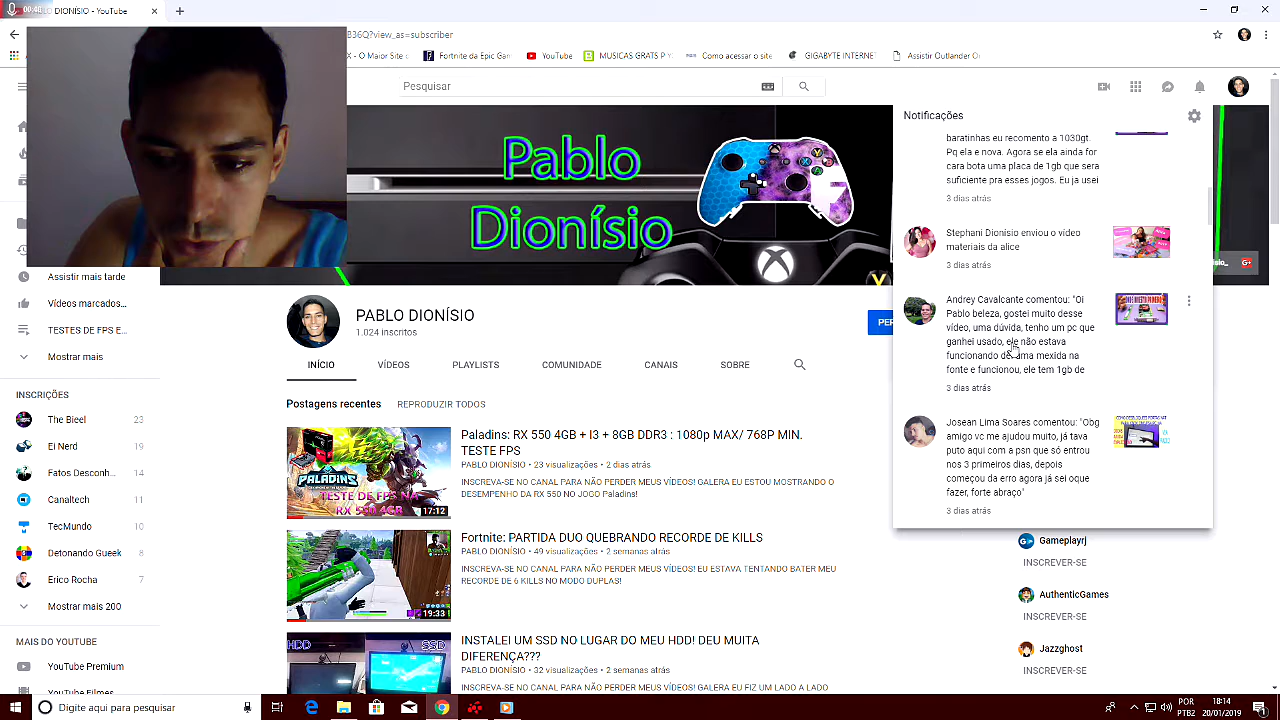 00:48
DIONÍSIO - YouTube
B36Q?view_as=subscriber
X - O Maior Site d
Fortnite da Epic Gam
YouTube
MUSICAS GRATS P Y
Como acessar o site
GIGABYTE INTERNET
Assistir Outlander On
Pesquisar
Pablo
Dionísio
Notificações
baratinhas eu recomento a 1030gt.
Pq ela e nova. Agora se ela ainda for
cara bota uma placa de 1gb que sera
suficiente pra esses jogos. Eu ja usei
3 dias atrás
Stephani Dionísio enviou o vídeo
materiais da alice
3 dias atrás
Andrey Cavalcante comentou: "Oi
Pablo beleza, gostei muito desse
vídeo, uma dúvida, tenho um pc que
ganhei usado, ele não estava
funcionando de uma mexida na
fonte e funcionou, ele tem 1gb de
3 dias atrás
Josean Lima Soares comentou: "Obg
amigo vc me ajudou muito, já tava
puto aqui com a psn que só entrou
nos 3 primeiros dias, depois
começou da erro agora já sei oque
fazer, forte abraço"
3 dias atrás
Assistir mais tarde
Vídeos marcados...
TESTES DE FPS E...
Mostrar mais
INSCRIÇÕES
The Bieel 23
Ei Nerd 19
Fatos Desconh... 14
Canaltech 11
TecMundo 10
Detonando Gueek 8
Erico Rocha 7
Mostrar mais 200
MAIS DO YOUTUBE
YouTube Premium
YouTube Filmes
PABLO DIONÍSIO
1.024 inscritos
PER
INÍCIO VÍDEOS PLAYLISTS COMUNIDADE CANAIS SOBRE
Postagens recentes REPRODUZIR TODOS
PALADINS
TESTE DE FPS NA
RX 550 4GB
17:12
Paladins: RX 550 4GB + I3 + 8GB DDR3 : 1080p MAX/ 768P MIN.
TESTE FPS
PABLO DIONÍSIO • 23 visualizações • 2 dias atrás
INSCREVA-SE NO CANAL PARA NÃO PERDER MEUS VÍDEOS! GALERA EU ESTOU MOSTRANDO O
DESEMPENHO DA RX 550 NO JOGO Paladins!
19:33
Fortnite: PARTIDA DUO QUEBRANDO RECORDE DE KILLS
PABLO DIONÍSIO • 49 visualizações • 2 semanas atrás
INSCREVA-SE NO CANAL PARA NÃO PERDER MEUS VÍDEOS! EU ESTAVA TENTANDO BATER MEU
RECORDE DE 6 KILLS NO MODO DUPLAS!
HDD SSD
INSTALEI UM SSD NO LUGAR DO MEU HDD! DEU MUITA
DIFERENÇA???
PABLO DIONÍSIO • 32 visualizações • 2 semanas atrás
INSCREVA-SE NO CANAL PARA NÃO PERDER MEUS VÍDEOS! GALERA EU FIZ UM LADO A LADO
Gameplayrj
INSCREVER-SE
AuthenticGames
INSCREVER-SE
Jazzghost
INSCREVER-SE
Digite aqui para pesquisar
POR
PTB2
18:14
20/01/2019